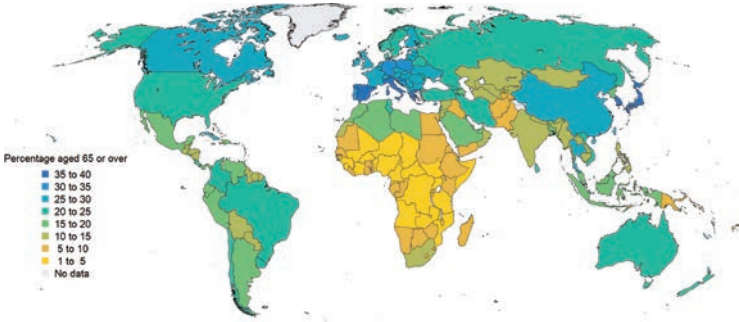 Percentage aged 65 or over
35 to 40
30 to 35
25 to 30
20 to 25
15 to 20
10 to 15
5 to 10
1 to 5
No data